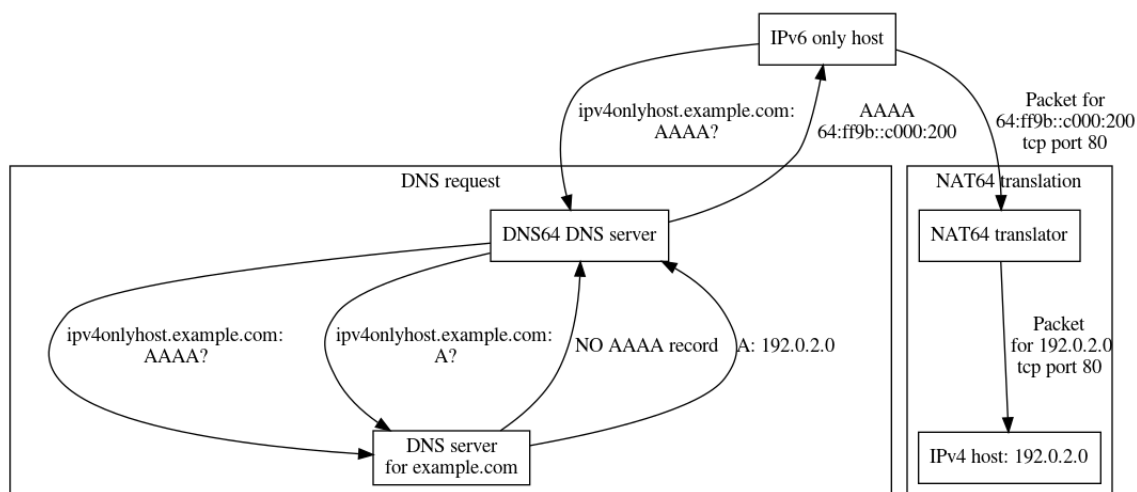 IPv6 only host
ipv4onlyhost.example.com:
AAAA?
AAAA
64:ff9b::c000:200
Packet for
64:ff9b::c000:200
tcp port 80
DNS request
NAT64 translation
DNS64 DNS server
NAT64 translator
ipv4onlyhost.example.com:
AAAA?
ipv4onlyhost.example.com:
A?
NO AAAA record
A: 192.0.2.0
Packet
for 192.0.2.0
tcp port 80
DNS server
for example.com
IPv4 host: 192.0.2.0